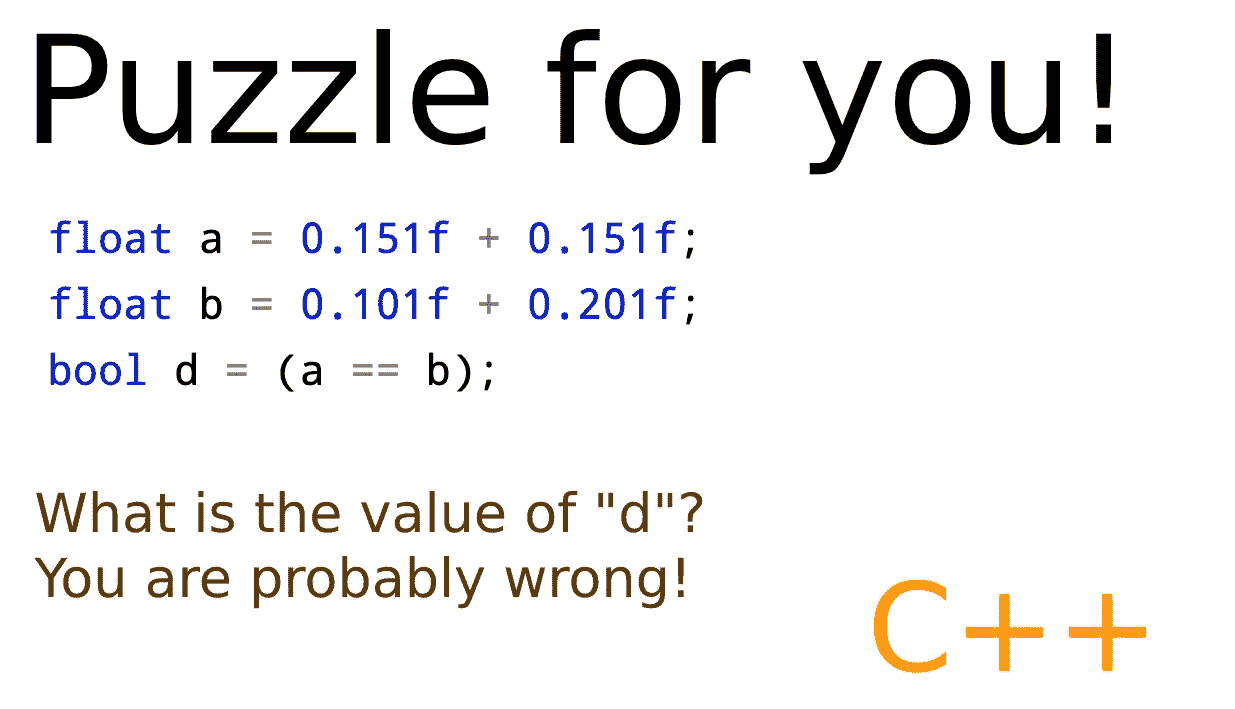 Puzzle for you!
float a = 0.151f + 0.151f;
float b = 0.101f + 0.201f;
bool d = (a == b);
What is the value of "d"?
You are probably wrong!
C++